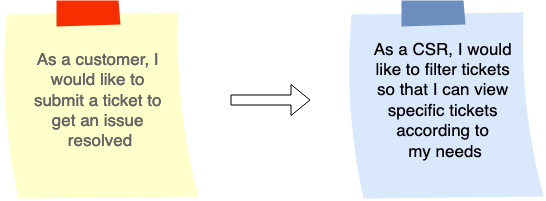 As a customer, I
would like to
submit a ticket to
get an issue
resolved
As a CSR, I would
like to filter tickets
so that I can view
specific tickets
according to
my needs